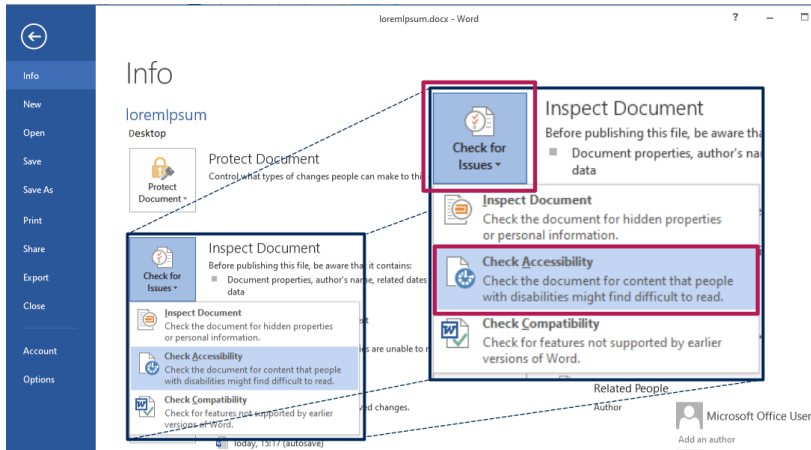 loremIpsum.docx - Word
?
Info
New
Open
Save
Save As
Print
Share
Export
Close
Account
Options
Info
loremIpsum
Desktop
Protect
Document
Protect Document
Control what types of changes people can make to thi
Check for
Issues
Inspect Document
Before publishing this file, be aware that it contains:
Document properties, author's name, related dates
data
Inspect Document
Check the document for hidden properties
or personal information.
Check Accessibility
Check the document for content that people
with disabilities might find difficult to read.
Check Compatibility
Check for features not supported by earlier
versions of Word.
es are unable to r
ved changes.
Today, 15:17 (autosave)
Check for
Issues
Inspect Document
Before publishing this file, be aware tha
Document properties, author's na
data
Inspect Document
Check the document for hidden properties
or personal information.
Check Accessibility
Check the document for content that people
with disabilities might find difficult to read.
Check Compatibility
Check for features not supported by earlier
versions of Word.
Related People
Author
Microsoft Office User
Add an author